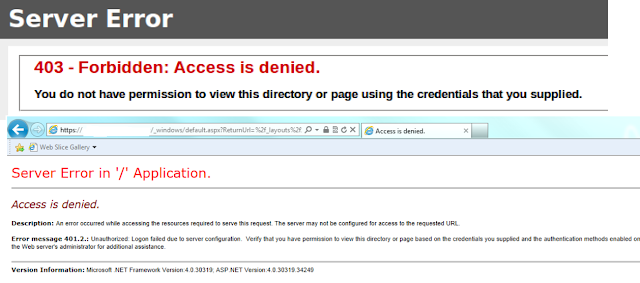 Server Error
403 - Forbidden: Access is denied.
You do not have permission to view this directory or page using the credentials that you supplied.
https:/ /_windows/default.aspx?ReturnUrl=%2f_layouts%2f
Access is denied.
Web Slice Gallery
Server Error in '/' Application.
Access is denied.
Description: An error occurred while accessing the resources required to serve this request. The server may not be configured for access to the requested URL.
Error message 401.2.: Unauthorized: Logon failed due to server configuration. Verify that you have permission to view this directory or page based on the credentials you supplied and the authentication methods enabled on
the Web server's administrator for additional assistance.
Version Information: Microsoft .NET Framework Version:4.0.30319; ASP.NET Version:4.0.30319.34249